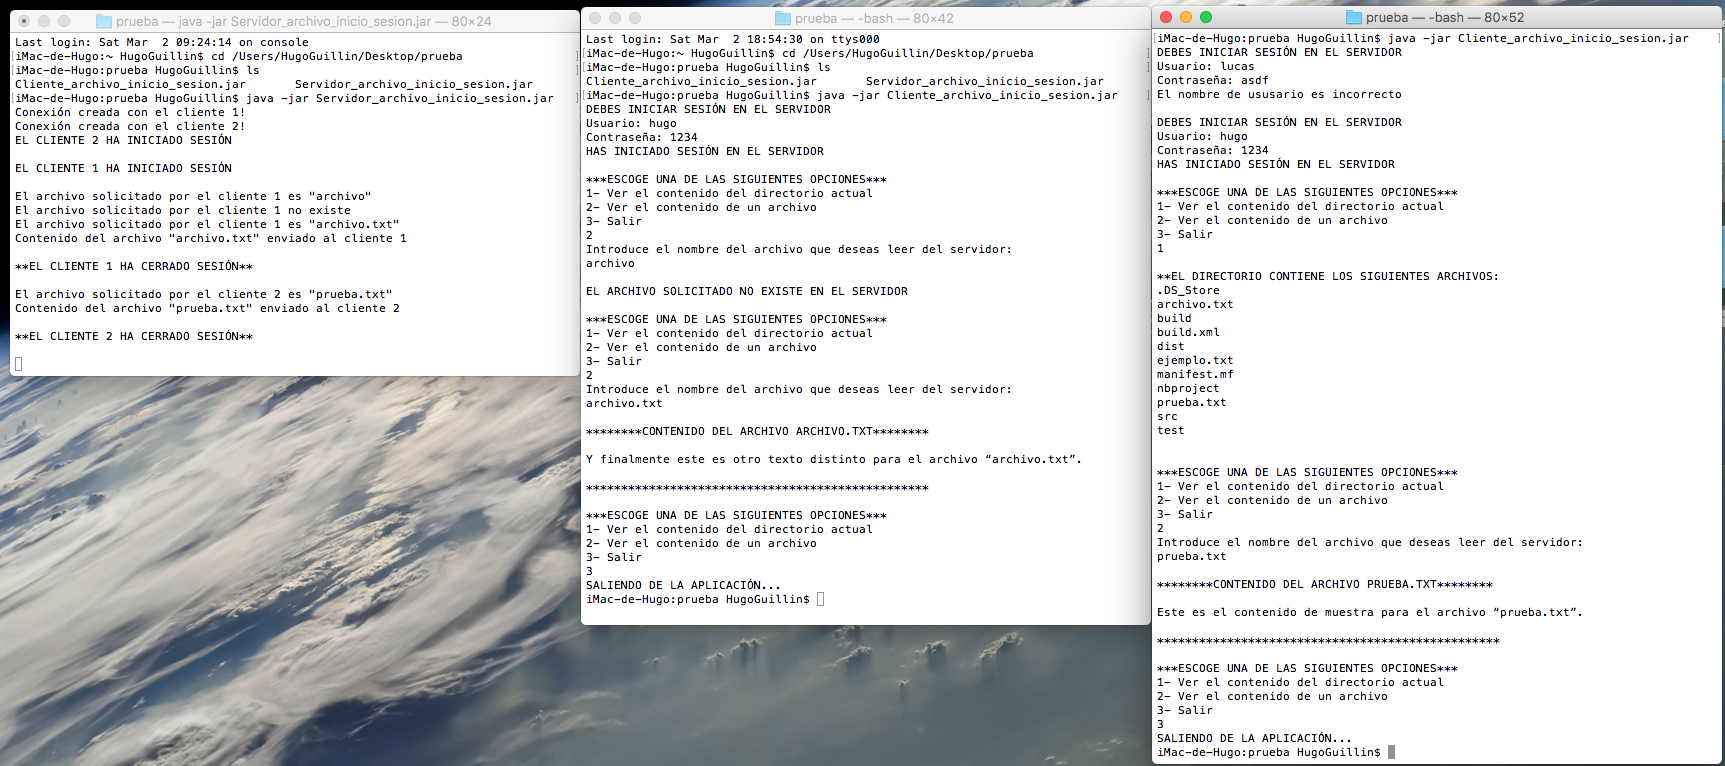 prueba — java -jar Servidor_archivo_inicio_sesion.jar — 80×24
Last login: Sat Mar  2 09:24:14 on console
[iMac-de-Hugo:~ HugoGuillin$ cd /Users/HugoGuillin/Desktop/prueba ]
[iMac-de-Hugo:prueba HugoGuillin$ ls ]
Cliente_archivo_inicio_sesion.jar       Servidor_archivo_inicio_sesion.jar
[iMac-de-Hugo:prueba HugoGuillin$ java -jar Servidor_archivo_inicio_sesion.jar ]
Conexión creada con el cliente 1!
Conexión creada con el cliente 2!
EL CLIENTE 2 HA INICIADO SESIÓN
EL CLIENTE 1 HA INICIADO SESIÓN
El archivo solicitado por el cliente 1 es "archivo"
El archivo solicitado por el cliente 1 no existe
El archivo solicitado por el cliente 1 es "archivo.txt"
Contenido del archivo "archivo.txt" enviado al cliente 1
**EL CLIENTE 1 HA CERRADO SESIÓN**
El archivo solicitado por el cliente 2 es "prueba.txt"
Contenido del archivo "prueba.txt" enviado al cliente 2
**EL CLIENTE 2 HA CERRADO SESIÓN**
prueba — -bash — 80×42
Last login: Sat Mar  2 18:54:30 on ttys000
[iMac-de-Hugo:~ HugoGuillin$ cd /Users/HugoGuillin/Desktop/prueba ]
[iMac-de-Hugo:prueba HugoGuillin$ ls ]
Cliente_archivo_inicio_sesion.jar       Servidor_archivo_inicio_sesion.jar
[iMac-de-Hugo:prueba HugoGuillin$ java -jar Cliente_archivo_inicio_sesion.jar ]
DEBES INICIAR SESIÓN EN EL SERVIDOR
Usuario: hugo
Contraseña: 1234
HAS INICIADO SESIÓN EN EL SERVIDOR
***ESCOGE UNA DE LAS SIGUIENTES OPCIONES***
1- Ver el contenido del directorio actual
2- Ver el contenido de un archivo
3- Salir
2
Introduce el nombre del archivo que deseas leer del servidor:
archivo
EL ARCHIVO SOLICITADO NO EXISTE EN EL SERVIDOR
***ESCOGE UNA DE LAS SIGUIENTES OPCIONES***
1- Ver el contenido del directorio actual
2- Ver el contenido de un archivo
3- Salir
2
Introduce el nombre del archivo que deseas leer del servidor:
archivo.txt
********CONTENIDO DEL ARCHIVO ARCHIVO.TXT********
Y finalmente este es otro texto distinto para el archivo “archivo.txt”.
*************************************************
***ESCOGE UNA DE LAS SIGUIENTES OPCIONES***
1- Ver el contenido del directorio actual
2- Ver el contenido de un archivo
3- Salir
3
SALIENDO DE LA APLICACIÓN...
iMac-de-Hugo:prueba HugoGuillin$
prueba — -bash — 80×52
[iMac-de-Hugo:prueba HugoGuillin$ java -jar Cliente_archivo_inicio_sesion.jar ]
DEBES INICIAR SESIÓN EN EL SERVIDOR
Usuario: lucas
Contraseña: asdf
El nombre de ususario es incorrecto
DEBES INICIAR SESIÓN EN EL SERVIDOR
Usuario: hugo
Contraseña: 1234
HAS INICIADO SESIÓN EN EL SERVIDOR
***ESCOGE UNA DE LAS SIGUIENTES OPCIONES***
1- Ver el contenido del directorio actual
2- Ver el contenido de un archivo
3- Salir
1
**EL DIRECTORIO CONTIENE LOS SIGUIENTES ARCHIVOS:
.DS_Store
archivo.txt
build
build.xml
dist
ejemplo.txt
manifest.mf
nbproject
prueba.txt
src
test
***ESCOGE UNA DE LAS SIGUIENTES OPCIONES***
1- Ver el contenido del directorio actual
2- Ver el contenido de un archivo
3- Salir
2
Introduce el nombre del archivo que deseas leer del servidor:
prueba.txt
********CONTENIDO DEL ARCHIVO PRUEBA.TXT********
Este es el contenido de muestra para el archivo “prueba.txt”.
*************************************************
***ESCOGE UNA DE LAS SIGUIENTES OPCIONES***
1- Ver el contenido del directorio actual
2- Ver el contenido de un archivo
3- Salir
3
SALIENDO DE LA APLICACIÓN...
iMac-de-Hugo:prueba HugoGuillin$